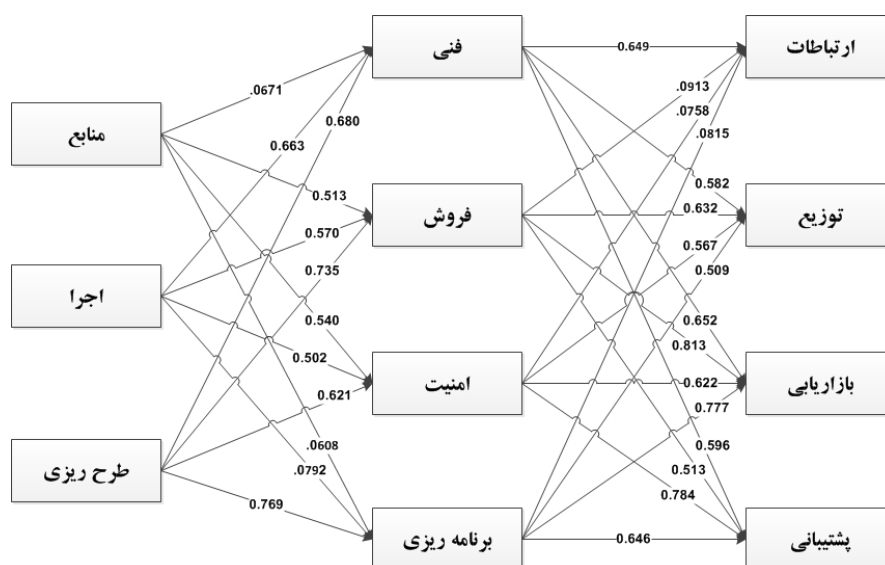 منابع
اجرا
طرح ریزی
فنی
فروش
امنیت
برنامه ریزی
ارتباطات
توزیع
بازاریابی
پشتیبانی
.0671
0.663
0.680
0.513
0.570
0.735
0.540
0.502
0.621
.0608
.0792
0.769
0.649
.0913
.0758
.0815
0.582
0.632
0.567
0.509
0.652
0.813
0.622
0.777
0.596
0.513
0.784
0.646